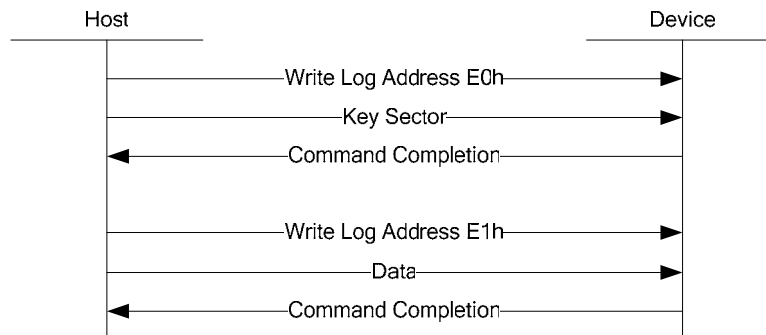 Host Device
Write Log Address E0h
Key Sector
Command Completion
Write Log Address E1h
Data
Command Completion